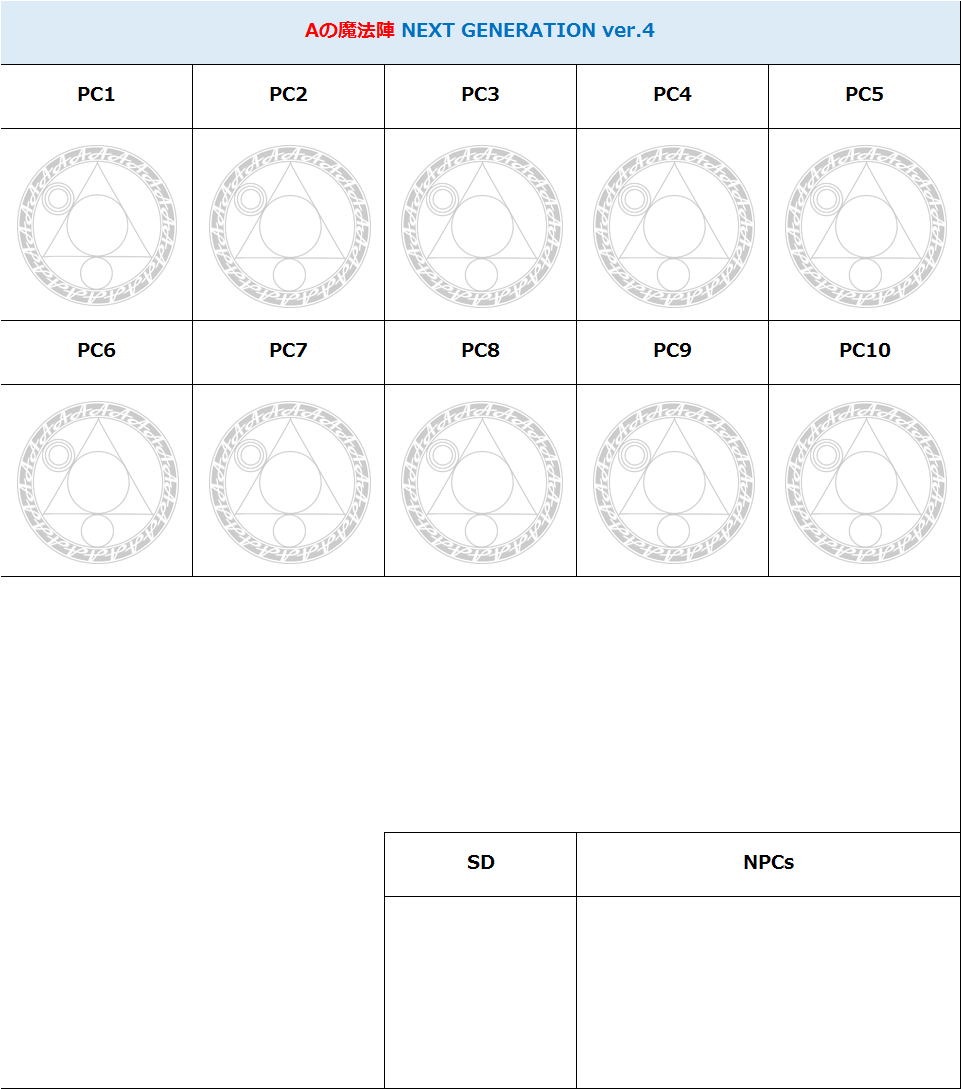 Aの魔法陣 NEXT GENERATION ver.4
PC1 PC2 PC3 PC4 PC5
PC6 PC7 PC8 PC9 PC10
SD NPCs